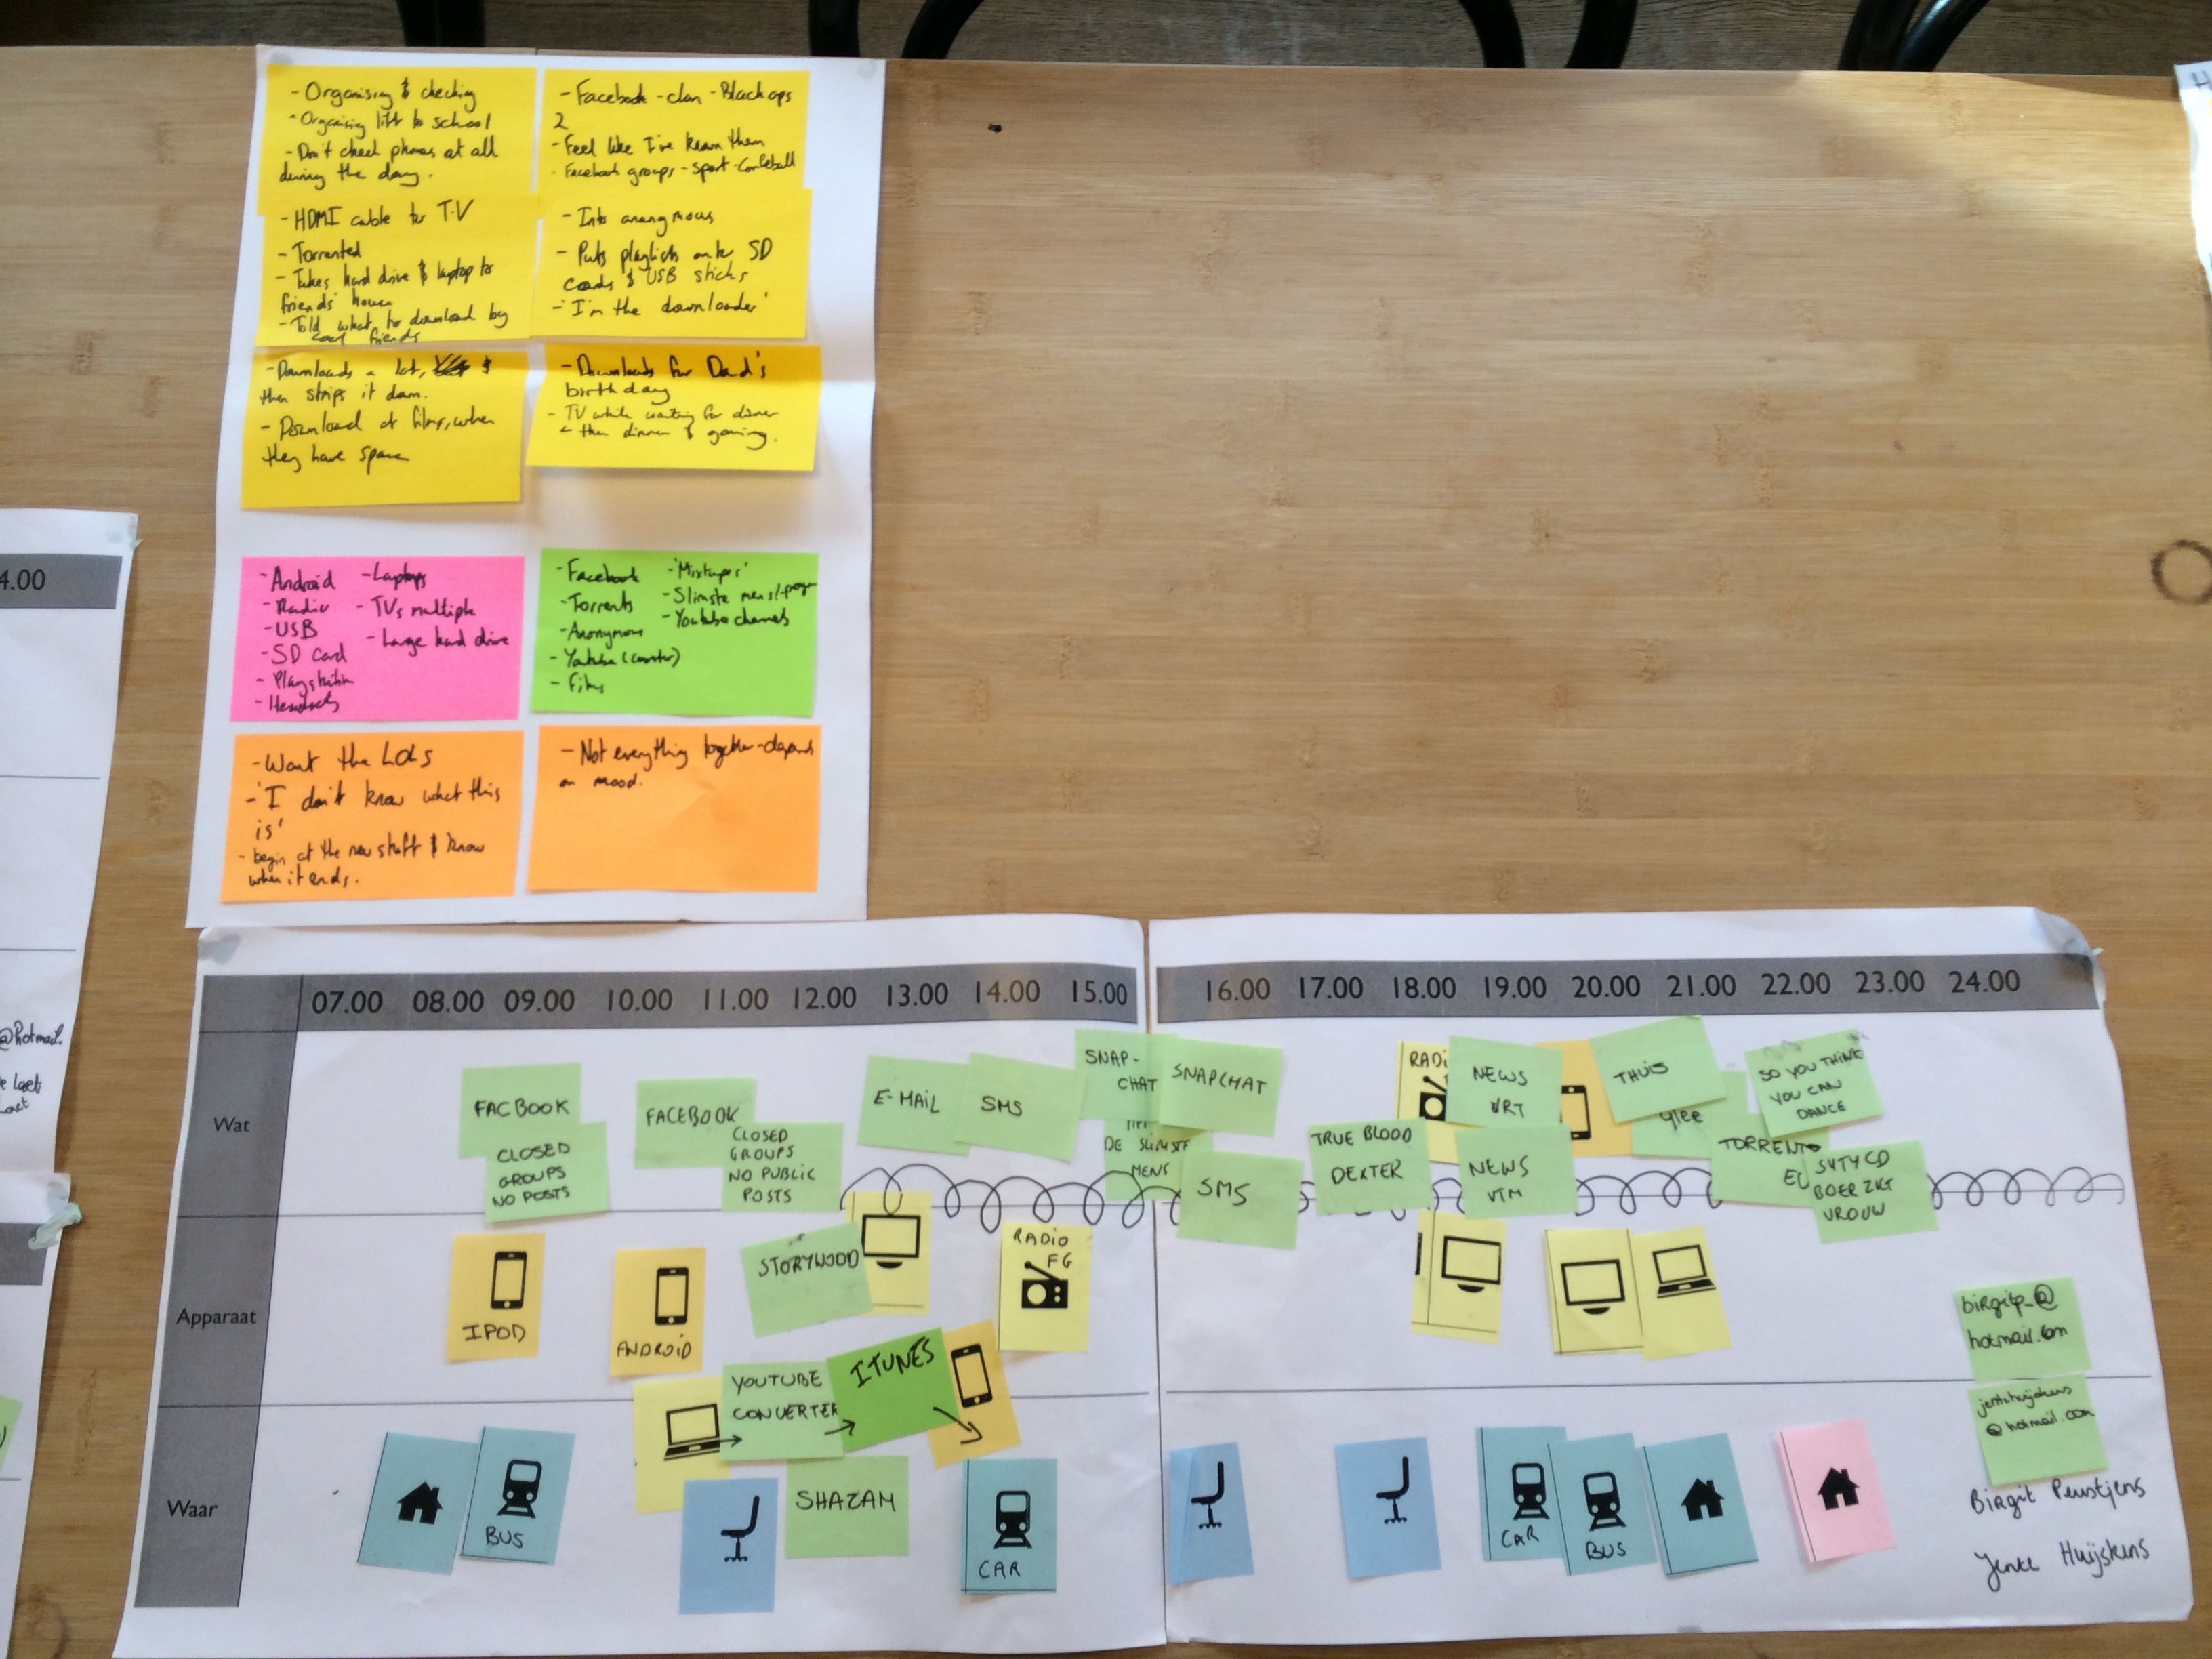 - Organising & checking
- Organising lift to school
- Don't check phones at all
during the day.
- Facebook - clan - Black ops
2
- Feel like I've known them
- Facebook groups - sport -
- HDMI cable for TV
- Torrented
- Takes hard drive & laptop to
friends' house
- Told what to download by
cool friends
- Into anonymous
- Puts playlists onto SD
cards & USB sticks
- 'I'm the downloader'
- Downloads a lot, &
then strips it down.
- Download at films, when
they have space
- Downloads for Dad's
birthday
- TV while waiting for dinner
- then dinner & gaming.
- Android
- Radio
- USB
- SD Card
- Playstation
- Headsets
- Laptops
- TVs multiple
- Large hard drive
- Facebook
- Torrents
- Anonymous
- Youtube (converter)
- Films
- 'Mixtapes'
- Slimste mens
- Youtube channels
- Want the LOLs
- 'I don't know what this
is'
- begin at the new stuff & know
when it ends.
- Not everything together - depends
on mood.
4.00
@hotmail.
07.00 08.00 09.00 10.00 11.00 12.00 13.00 14.00 15.00 16.00 17.00 18.00 19.00 20.00 21.00 22.00 23.00 24.00
Wat
FACBOOK
CLOSED
GROUPS
NO POSTS
FACEBOOK
CLOSED
GROUPS
NO PUBLIC
POSTS
E-MAIL
SMS
SNAP-
CHAT
DE SLIMSTE
MENS
SNAPCHAT
SMS
TRUE BLOOD
DEXTER
RADI
NEWS
VRT
NEWS
VTM
THUIS
GLEE
SO YOU THINK
YOU CAN
DANCE
TORRENT
SYTYCD
BOER ZKT
VROUW
Apparaat
IPOD
ANDROID
STORYWOOD
RADIO
FG
YOUTUBE
CONVERTER
ITUNES
birgitp_@
hotmail.com
jentehuijskens
@hotmail.com
Waar
BUS
SHAZAM
CAR
CAR
BUS
Birgit Peustjens
Jente Huijskens